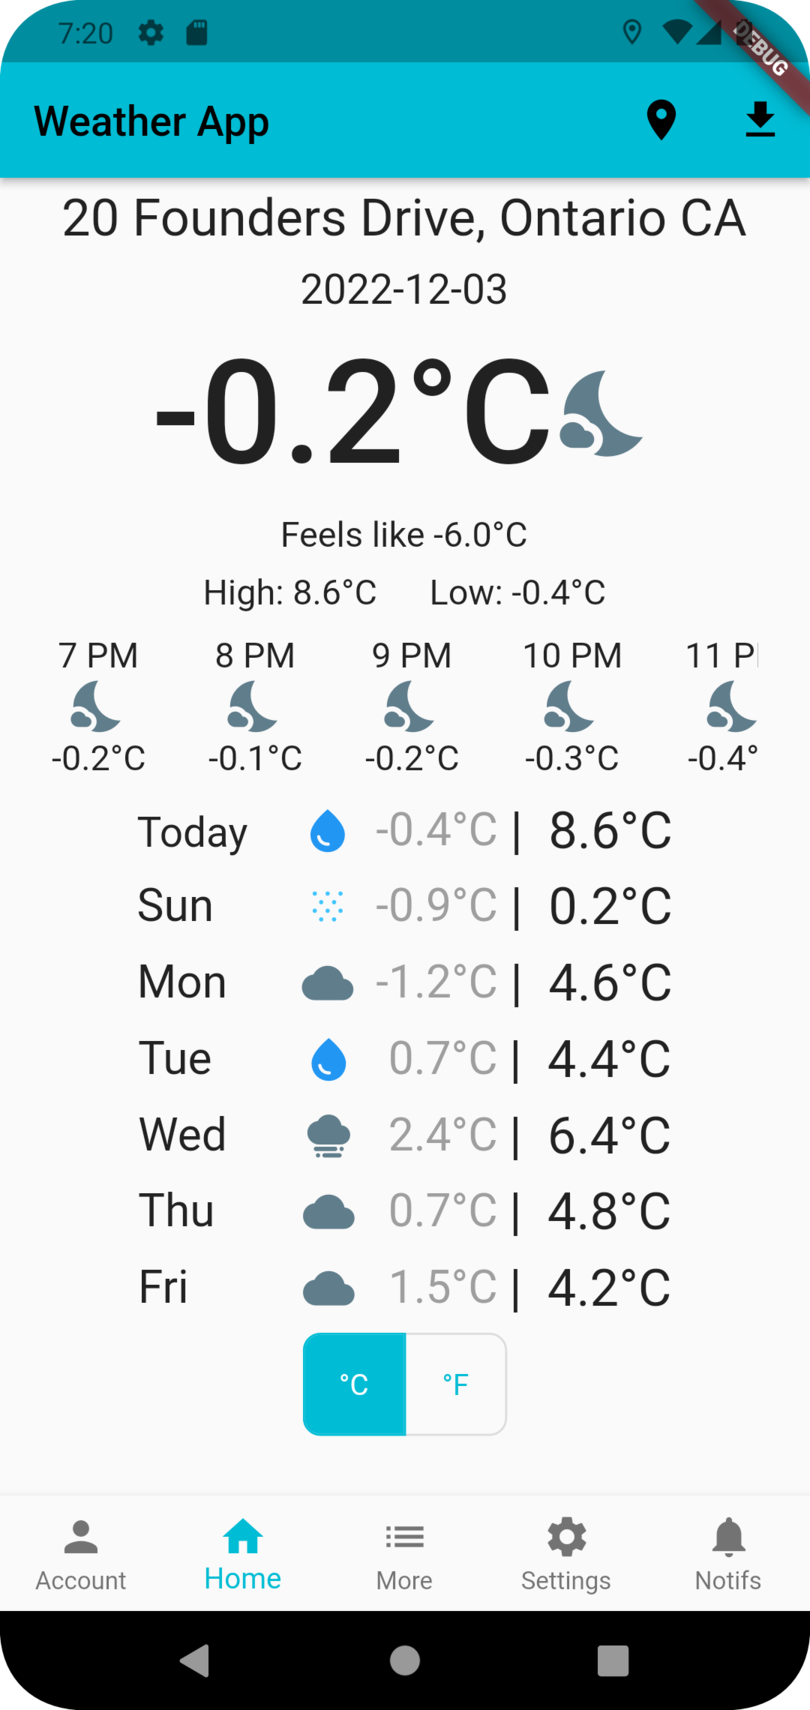 7:20
DEBUG
Weather App
20 Founders Drive, Ontario CA
2022-12-03
-0.2°C
Feels like -6.0°C
High: 8.6°C Low: -0.4°C
7 PM 8 PM 9 PM 10 PM 11 P
-0.2°C -0.1°C -0.2°C -0.3°C -0.4°
Today -0.4°C | 8.6°C
Sun -0.9°C | 0.2°C
Mon -1.2°C | 4.6°C
Tue 0.7°C | 4.4°C
Wed 2.4°C | 6.4°C
Thu 0.7°C | 4.8°C
Fri 1.5°C | 4.2°C
°C °F
Account Home More Settings Notifs